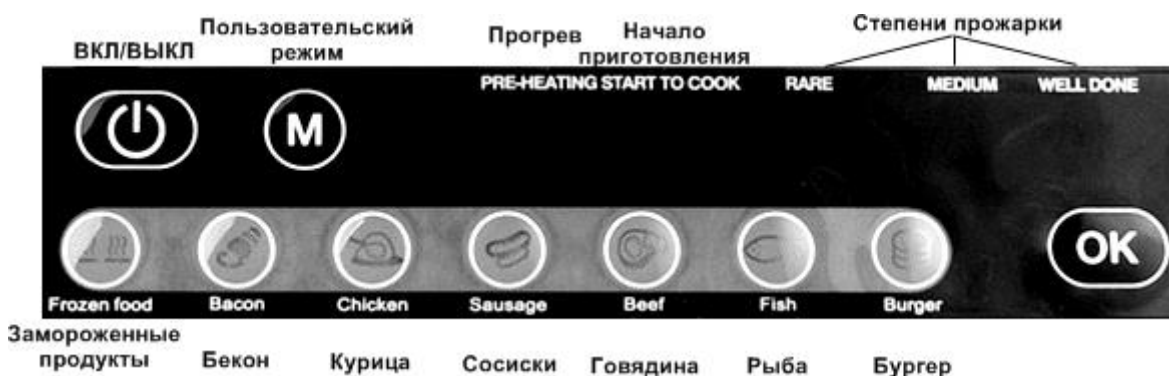 Степени прожарки
ВКЛ/ВЫКЛ
Пользовательский
режим
Прогрев
Начало
приготовления
PRE-HEATING START TO COOK RARE MEDIUM WELL DONE
M
OK
Frozen food Bacon Chicken Sausage Beef Fish Burger
Замороженные
продукты Бекон Курица Сосиски Говядина Рыба Бургер